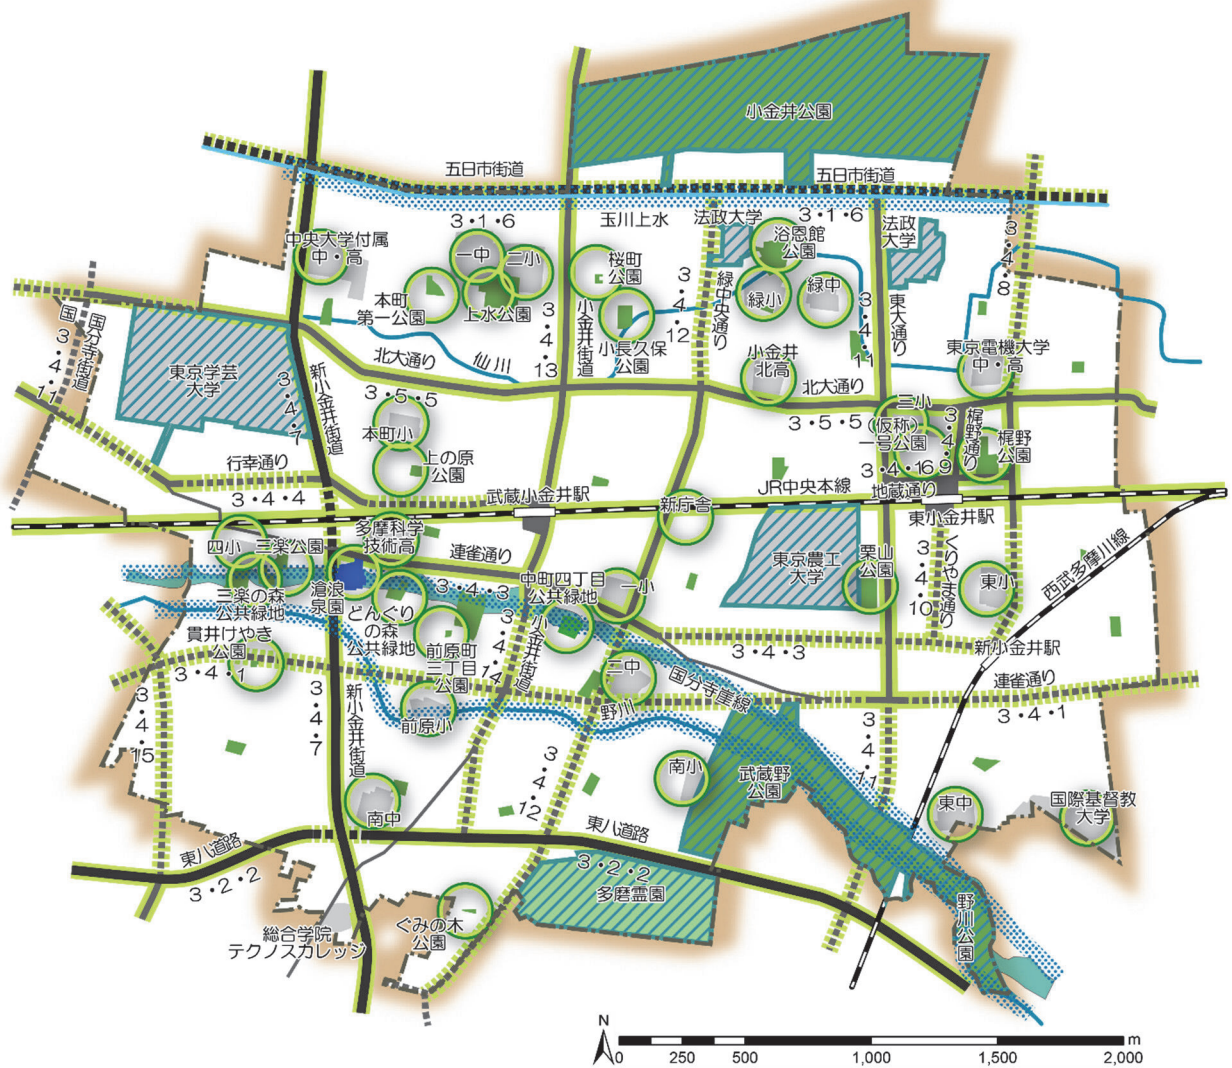 小金井公園
五日市街道
五日市街道
3・1・6
玉川上水
法政大学
3・1・6
法政
大学
中央大学付属
中・高
一中
二小
桜町
公園
浴恩館
公園
3・4・8
本町
第一公園
上水公園
緑小
緑中
3・4・12
緑中央通り
3・4・11
東大通り
国分寺街道
国3・4・11
3・4・13
小金井街道
小長久保
公園
北大通り
仙川
小金井
北高
東京電機大学
中・高
東京学芸
大学
3・4・7
新小金井街道
3・5・5
北大通り
3・5・5
本町小
三小
(仮称)
一号公園
3・4・9
梶野通り
梶野
公園
上の原
公園
行幸通り
3・4・4
3・4・16
地蔵通り
武蔵小金井駅
JR中央本線
新庁舎
東小金井駅
四小
三楽公園
多摩科学
技術高
連雀通り
東京農工
大学
栗山
公園
3・4・10
くりやま通り
東小
西武多摩川線
三楽の森
公共緑地
滄浪
泉園
どんぐり
の森
公共緑地
3・4・3
中町四丁目
公共緑地
一小
貫井けやき
公園
3・4・1
前原町
三丁目
公園
3・4・14
小金井街道
二中
3・4・3
新小金井駅
国分寺崖線
連雀通り
3・4・1
3・4・15
3・4・7
新小金井街道
前原小
野川
3・4・12
南小
武蔵野
公園
3・4・11
東中
国際基督教
大学
南中
東八道路
3・2・2
東八道路
3・2・2
多磨霊園
総合学院
テクノスカレッジ
ぐみの木
公園
野川公園
N
m
0
250
500
1,000
1,500
2,000